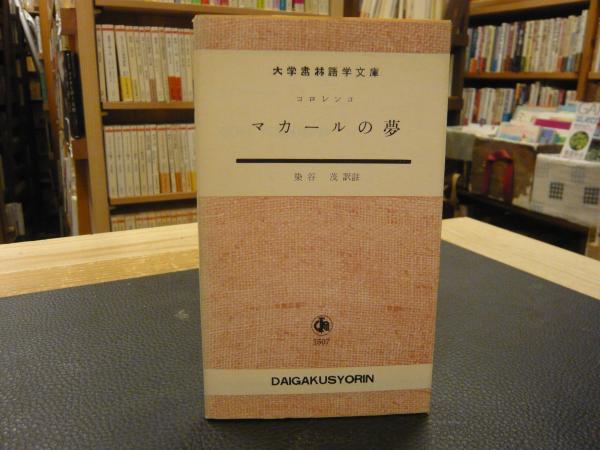 大学書林語学文庫
コロレンコ
マカールの夢
染谷 茂 訳註
1607
DAIGAKUSYORIN